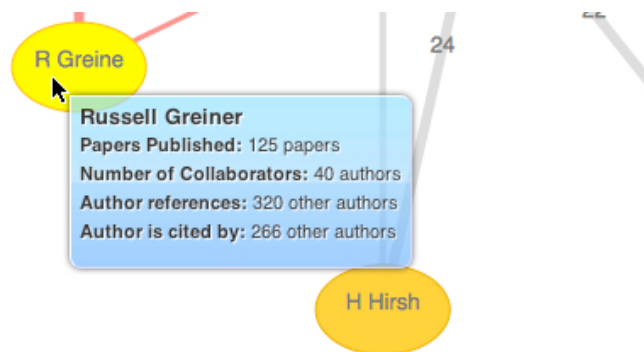 24
R Greine
Russell Greiner
Papers Published: 125 papers
Number of Collaborators: 40 authors
Author references: 320 other authors
Author is cited by: 266 other authors
H Hirsh